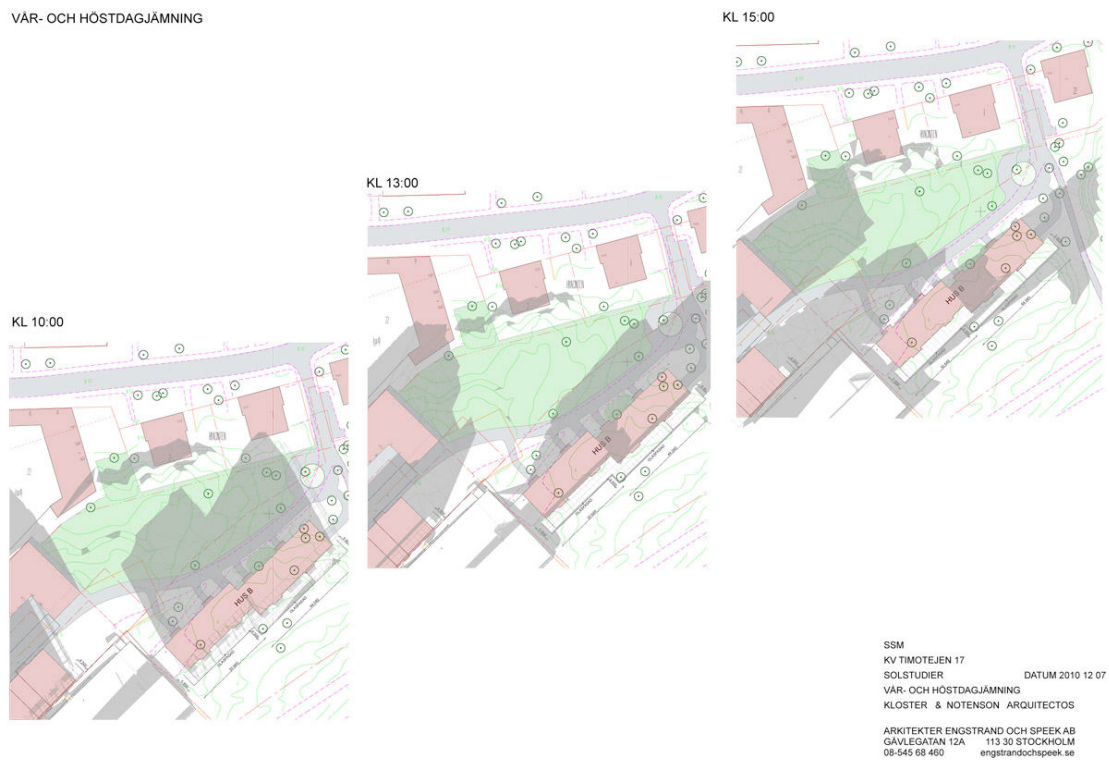 VÅR- OCH HÖSTDAGJÄMNING
KL 15:00
KL 13:00
KL 10:00
HUS B
HUS B
HUS B
SSM
KV TIMOTEJEN 17
SOLSTUDIER DATUM 2010 12 07
VÅR- OCH HÖSTDAGJÄMNING
KLOSTER & NOTENSON ARQUITECTOS
ARKITEKTER ENGSTRAND OCH SPEEK AB
GÄVLEGATAN 12A 113 30 STOCKHOLM
08-545 68 460 engstrandochspeek.se